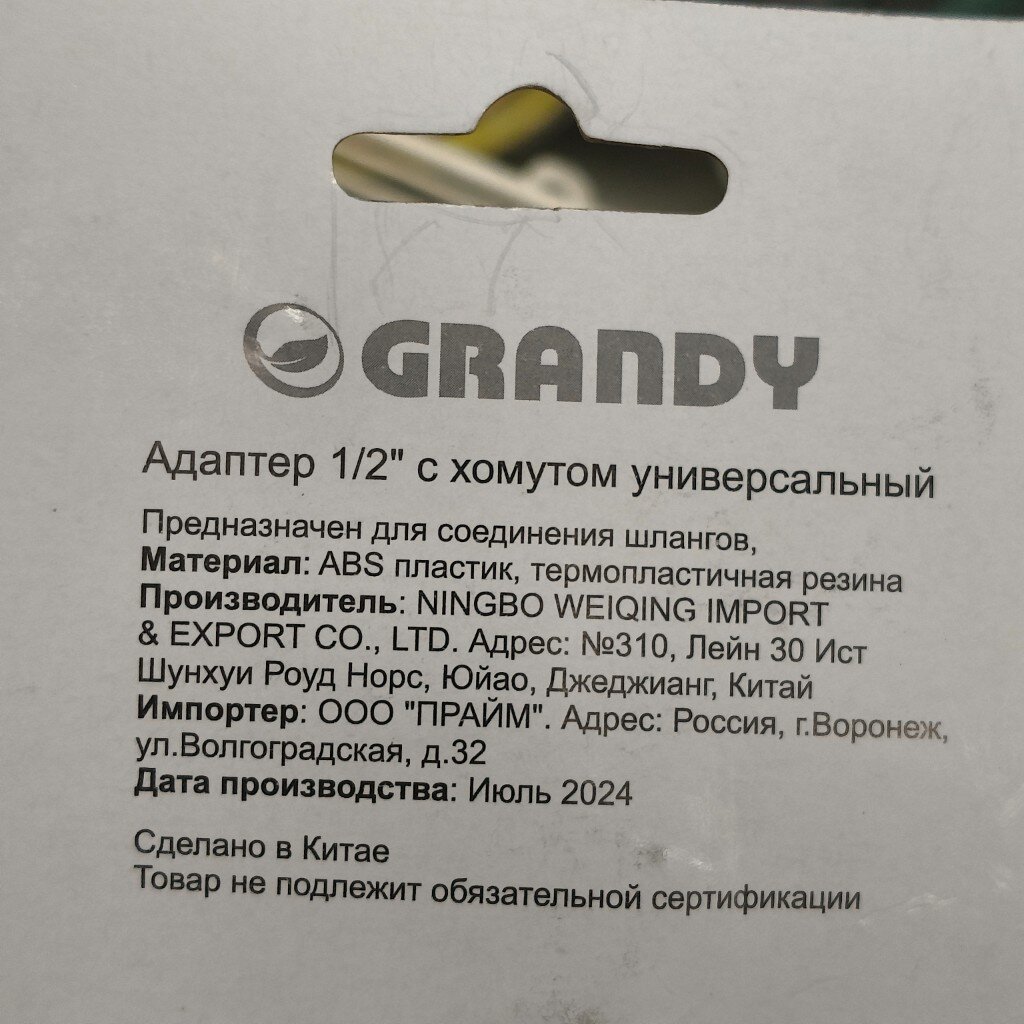 GRANDY
Адаптер 1/2" с хомутом универсальный
Предназначен для соединения шлангов,
Материал: ABS пластик, термопластичная резина
Производитель: NINGBO WEIQING IMPORT
& EXPORT CO., LTD. Адрес: №310, Лейн 30 Ист
Шунхуи Роуд Норс, Юйао, Джеджианг, Китай
Импортер: ООО "ПРАЙМ". Адрес: Россия, г.Воронеж,
ул.Волгоградская, д.32
Дата производства: Июль 2024
Сделано в Китае
Товар не подлежит обязательной сертификации